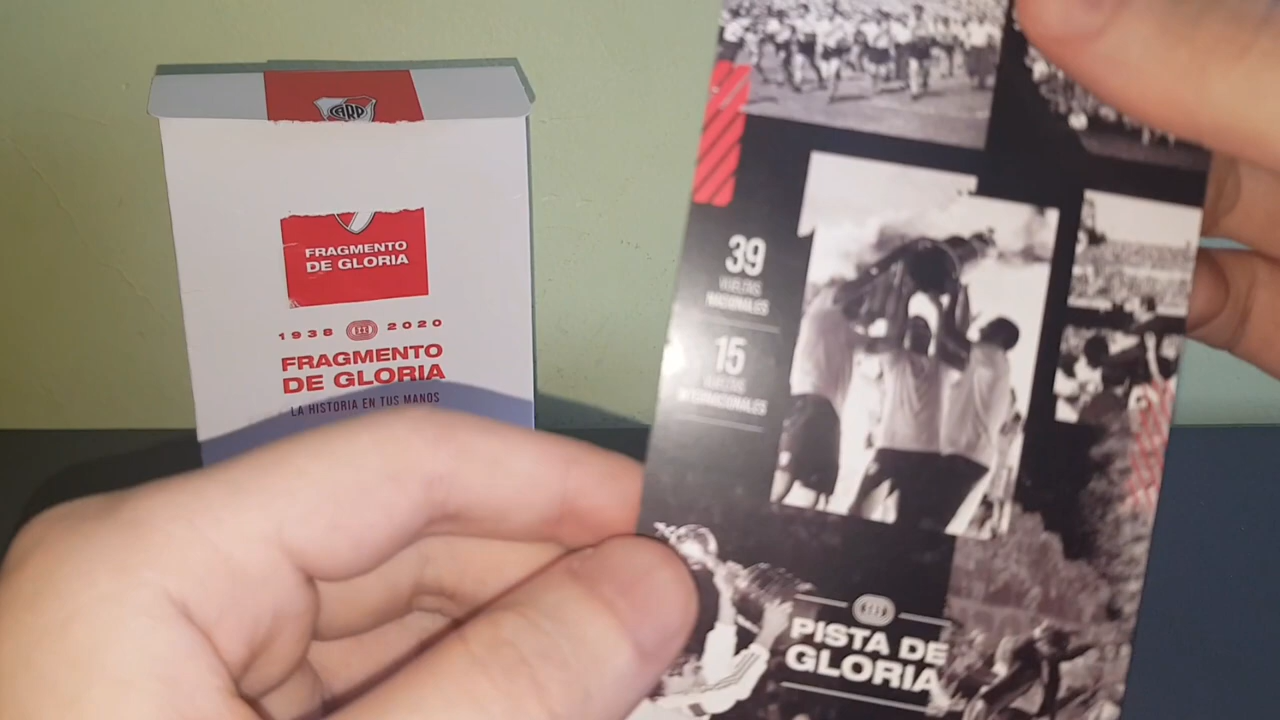 CARP
FRAGMENTO
DE GLORIA
1938 2020
FRAGMENTO
DE GLORIA
LA HISTORIA EN TUS MANOS
39
VUELTAS
NACIONALES
15
VUELTAS
INTERNACIONALES
PISTA DE
GLORIA